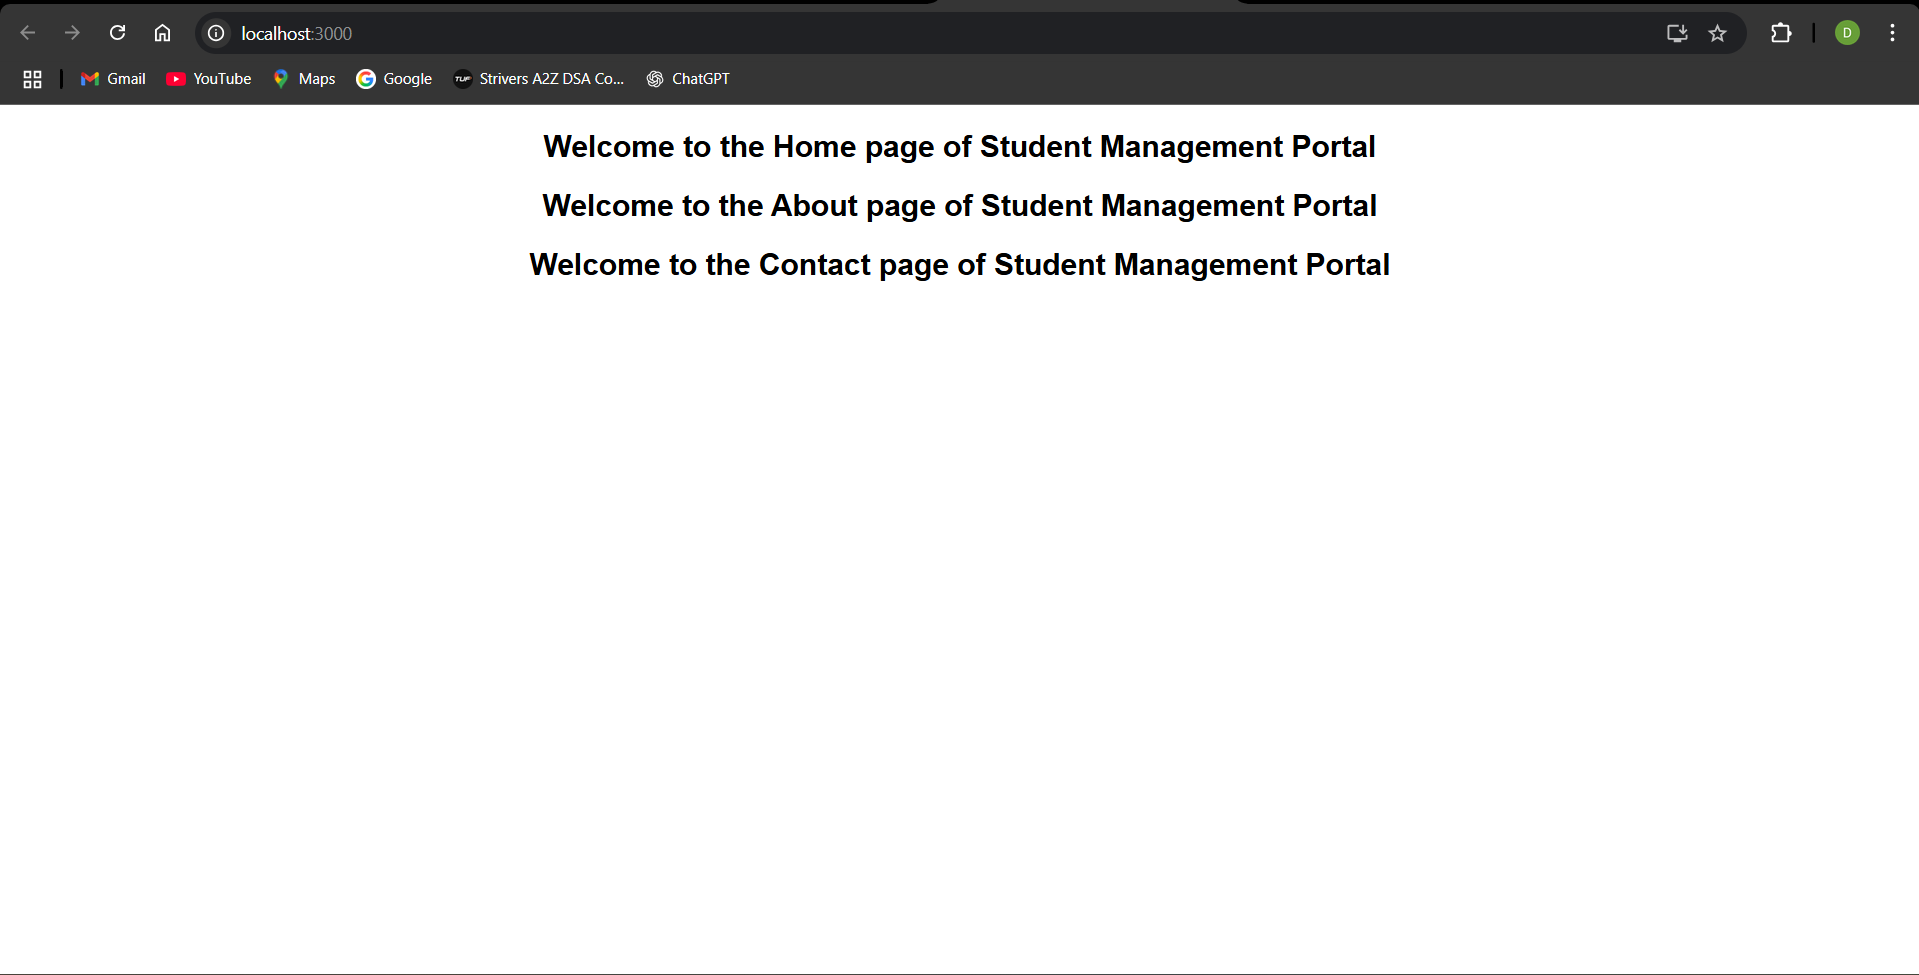 localhost:3000
D
Gmail YouTube Maps Google TUF Strivers A2Z DSA Co... ChatGPT
Welcome to the Home page of Student Management Portal
Welcome to the About page of Student Management Portal
Welcome to the Contact page of Student Management Portal